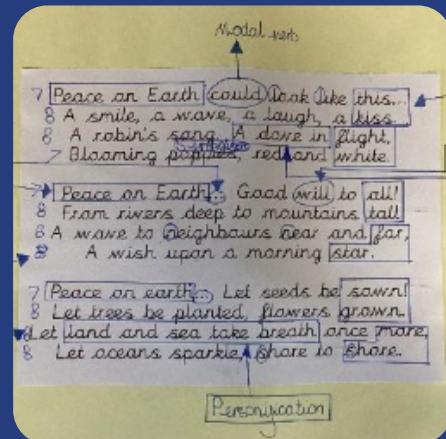 Modal verb
7 Peace on Earth could look like this...
8 A smile, a wave, a laugh, a kiss.
8 A robin's song. A dove in flight,
7 Blooming poppies, red and white.
Peace on Earth... Good will to all!
8 From rivers deep to mountains tall
8 A wave to neighbours near and far,
8 A wish upon a morning star.
7 Peace on earth... Let seeds be sown!
8 Let trees be planted, flowers grown.
8 Let land and sea take breath once more,
8 Let oceans sparkle, shore to shore.
Personification